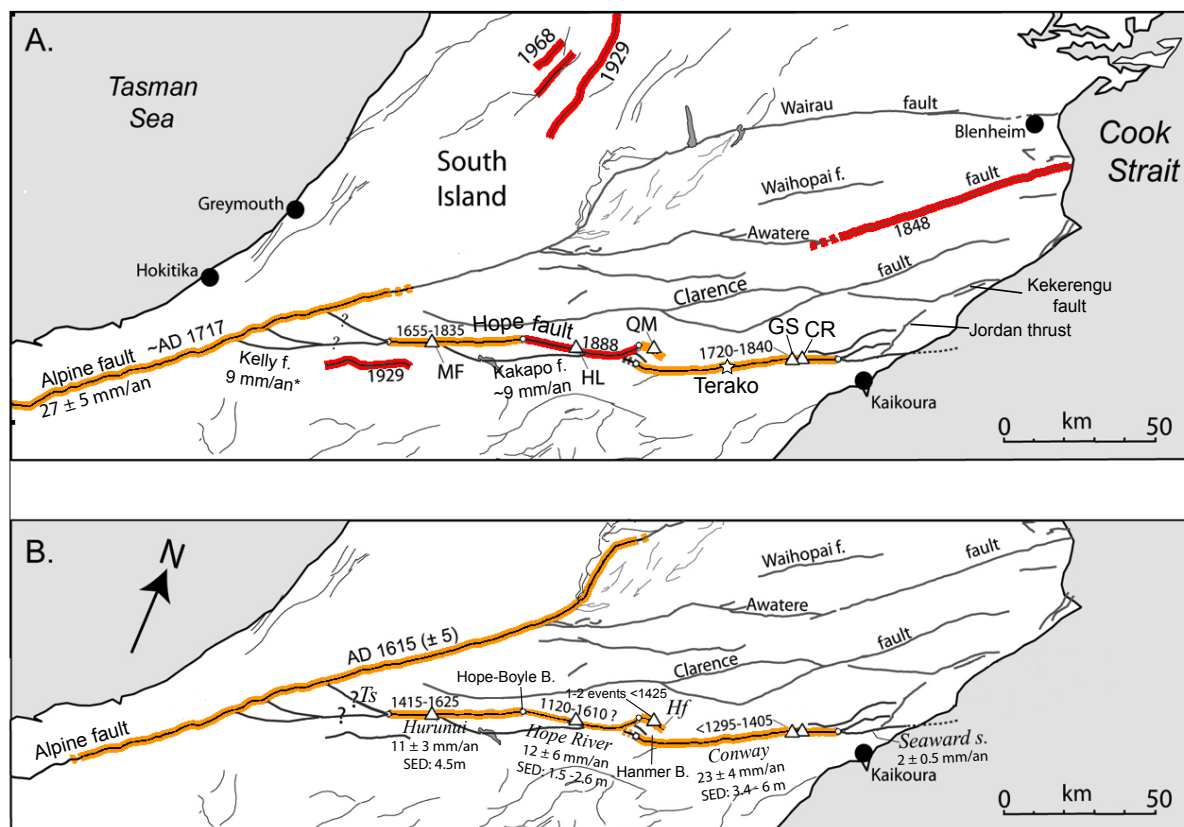 A.
Tasman
Sea
1968
1929
South
Island
Wairau
fault
Blenheim
Cook
Strait
Waihopai f.
fault
Awatere
1848
Greymouth
Hokitika
Clarence
fault
Kekerengu
fault
Jordan thrust
Alpine fault ~AD 1717
27 ± 5 mm/an
?
?
Kelly f.
9 mm/an*
1929
1655-1835
MF
Hope fault
1888
Kakapo f.
~9 mm/an
HL
QM
1720-1840
GS
CR
Terako
Kaikoura
km
0
50
B.
N
Waihopai f.
fault
Awatere
AD 1615 (± 5)
Clarence
fault
Alpine fault
?
Ts
?
Hope-Boyle B.
1415-1625
Hurunui
11 ± 3 mm/an
SED: 4.5m
1-2 events <1425
1120-1610 ?
Hf
Hope River
12 ± 6 mm/an
SED: 1.5 -2.6 m
Hanmer B.
<1295-1405
Conway
23 ± 4 mm/an
SED: 3.4 - 6 m
Seaward s.
2 ± 0.5 mm/an
Kaikoura
km
0
50